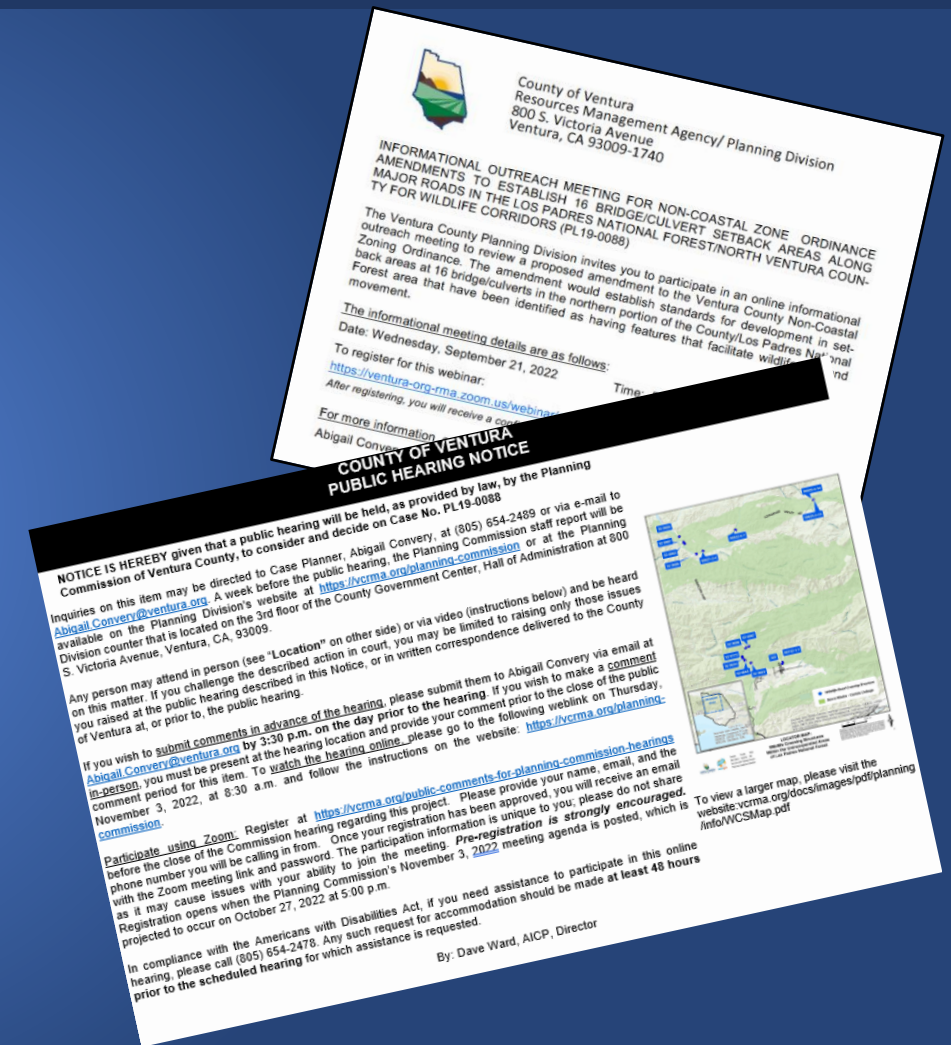 County of Ventura
Resources Management Agency/ Planning Division
800 S. Victoria Avenue
Ventura, CA 93009-1740
INFORMATIONAL OUTREACH MEETING FOR NON-COASTAL ZONE ORDINANCE
AMENDMENTS TO ESTABLISH 16 BRIDGE/CULVERT SETBACK AREAS ALONG
MAJOR ROADS IN THE LOS PADRES NATIONAL FOREST/NORTH VENTURA COUN-
TY FOR WILDLIFE CORRIDORS (PL19-0088)
The Ventura County Planning Division invites you to participate in an online informational
outreach meeting to review a proposed amendment to the Ventura County Non-Coastal
Zoning Ordinance. The amendment would establish standards for development in set-
back areas at 16 bridge/culverts in the northern portion of the County/Los Padres National
Forest area that have been identified as having features that facilitate
movement.
The informational meeting details are as follows:
Date: Wednesday, September 21, 2022
Time:
To register for this webinar:
https://ventura-org-rma.zoom.us/webinar/
After registering, you will receive a
For more information
Abigail
COUNTY OF VENTURA
PUBLIC HEARING NOTICE
NOTICE IS HEREBY given that a public hearing will be held, as provided by law, by the Planning
Commission of Ventura County, to consider and decide on Case No. PL19-0088
Inquiries on this item may be directed to Case Planner, Abigail Convery, at (805) 654-2489 or via e-mail to
Abigail.Convery@ventura.org. A week before the public hearing, the Planning Commission staff report will be
available on the Planning Division's website at https://vcrma.org/planning-commission or at the Planning
Division counter that is located on the 3rd floor of the County Government Center, Hall of Administration at 800
S. Victoria Avenue, Ventura, CA, 93009.
Any person may attend in person (see "Location" on other side) or via video (instructions below) and be heard
on this matter. If you challenge the described action in court, you may be limited to raising only those issues
you raised at the public hearing described in this Notice, or in written correspondence delivered to the County
of Ventura at, or prior to, the public hearing.
If you wish to submit comments in advance of the hearing, please submit them to Abigail Convery via email at
Abigail.Convery@ventura.org by 3:30 p.m. on the day prior to the hearing. If you wish to make a comment
in-person, you must be present at the hearing location and provide your comment prior to the close of the public
comment period for this item. To watch the hearing online, please go to the following weblink on Thursday,
November 3, 2022, at 8:30 a.m. and follow the instructions on the website: https://vcrma.org/planning-
commission.
Participate using Zoom: Register at https://vcrma.org/public-comments-for-planning-commission-hearings
before the close of the Commission hearing regarding this project. Please provide your name, email, and the
phone number you will be calling in from. Once your registration has been approved, you will receive an email
with the Zoom meeting link and password. The participation information is unique to you; please do not share
as it may cause issues with your ability to join the meeting. Pre-registration is strongly encouraged.
Registration opens when the Planning Commission's November 3, 2022 meeting agenda is posted, which is
projected to occur on October 27, 2022 at 5:00 p.m.
In compliance with the Americans with Disabilities Act, if you need assistance to participate in this online
hearing, please call (805) 654-2478. Any such request for accommodation should be made at least 48 hours
prior to the scheduled hearing for which assistance is requested.
By: Dave Ward, AICP, Director
To view a larger map, please visit the
website:vcrma.org/docs/images/pdf/planning
/info/WCSMap.pdf